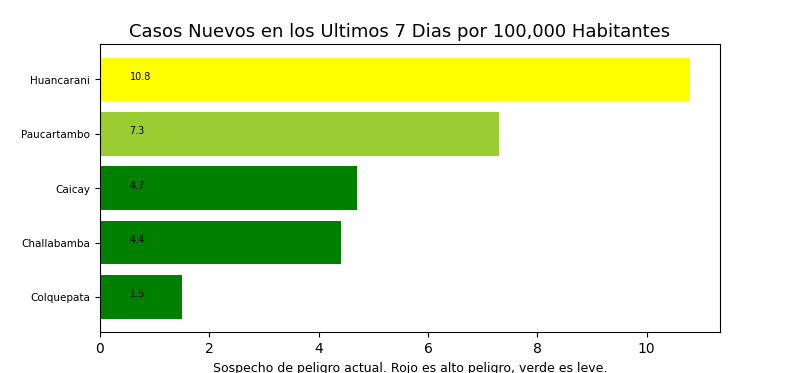 Casos Nuevos en los Ultimos 7 Dias por 100,000 Habitantes
Huancarani 10.8
Paucartambo 7.3
Caicay 4.7
Challabamba 4.4
Colquepata 1.5
0 2 4 6 8 10
Sospecho de peligro actual. Rojo es alto peligro, verde es leve.